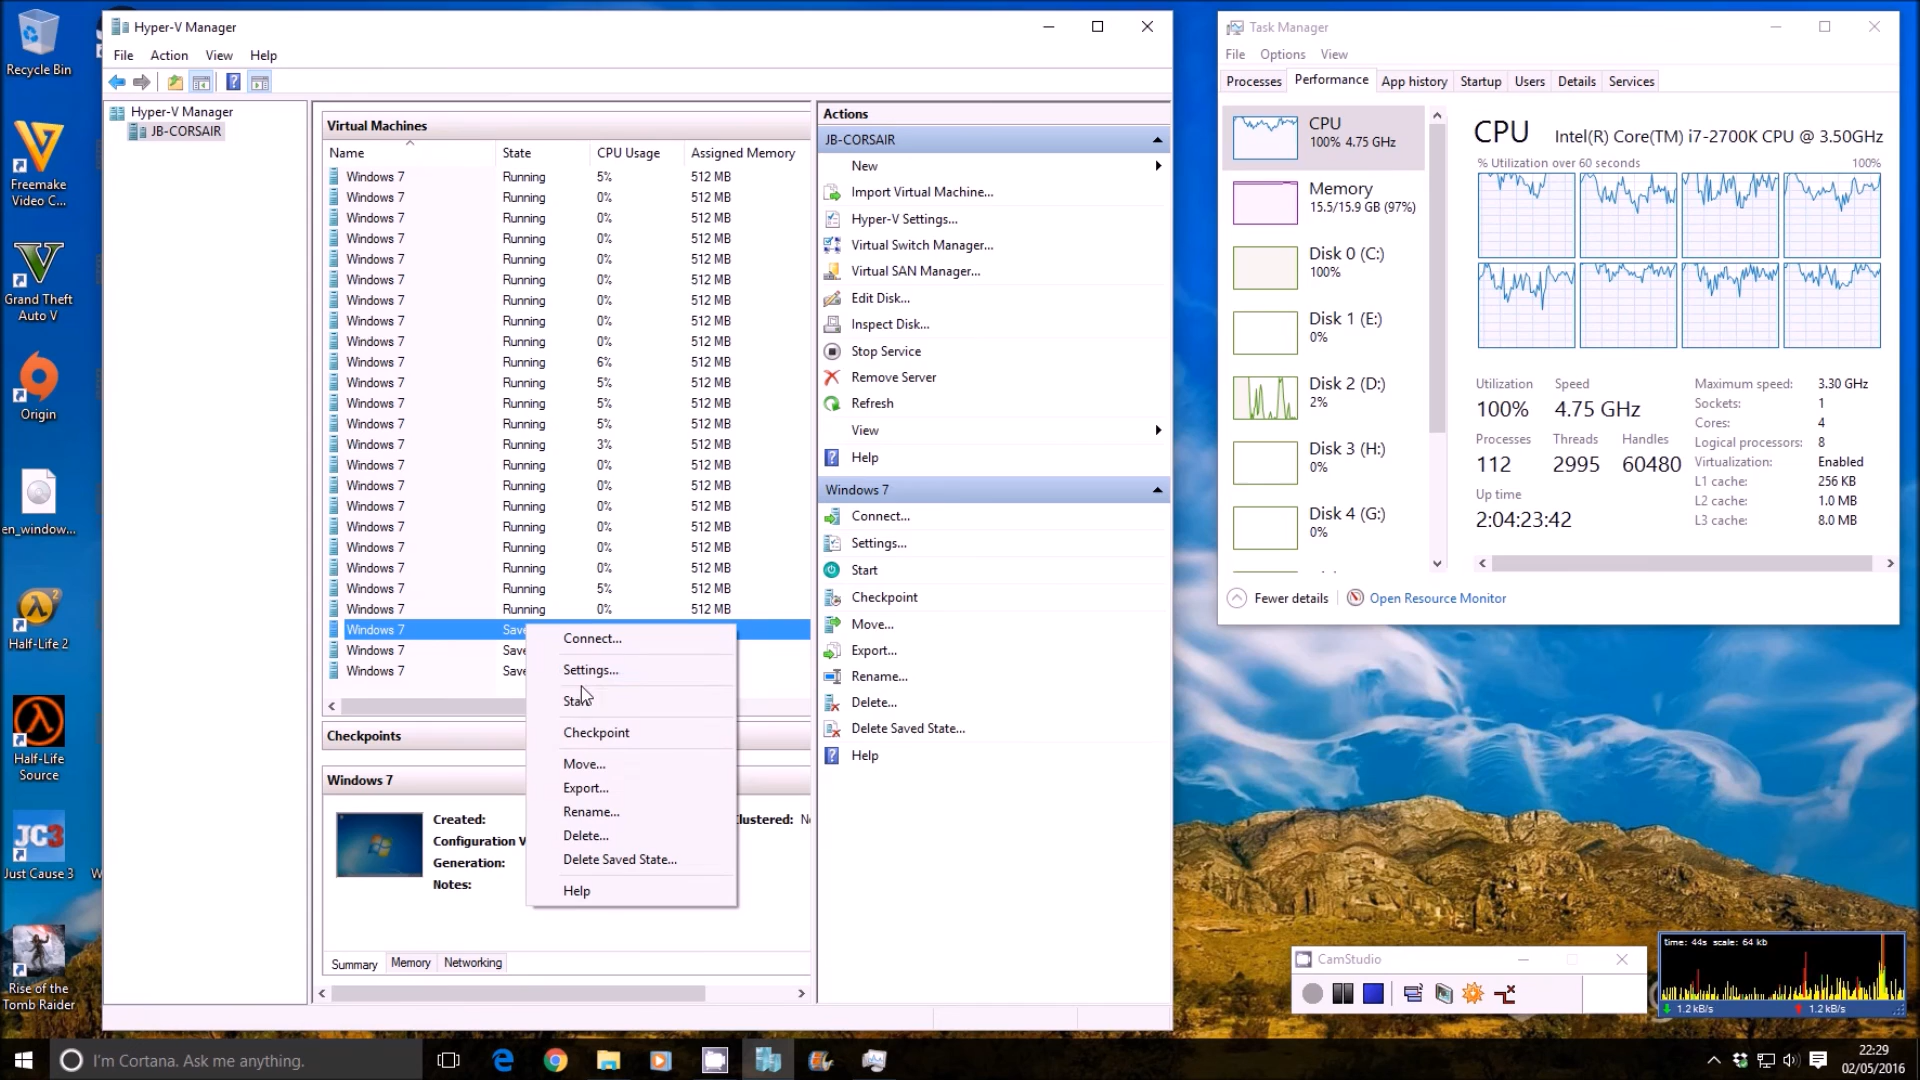 Recycle Bin
Freemake
Video C...
Grand Theft
Auto V
Origin
en_window...
Half-Life 2
Half-Life
Source
Just Cause 3
Rise of the
Tomb Raider
W
Hyper-V Manager
File Action View Help
Hyper-V Manager
JB-CORSAIR
Virtual Machines
Name State CPU Usage Assigned Memory
Windows 7 Running 5% 512 MB
Windows 7 Running 0% 512 MB
Windows 7 Running 0% 512 MB
Windows 7 Running 0% 512 MB
Windows 7 Running 0% 512 MB
Windows 7 Running 0% 512 MB
Windows 7 Running 0% 512 MB
Windows 7 Running 0% 512 MB
Windows 7 Running 0% 512 MB
Windows 7 Running 6% 512 MB
Windows 7 Running 5% 512 MB
Windows 7 Running 5% 512 MB
Windows 7 Running 5% 512 MB
Windows 7 Running 3% 512 MB
Windows 7 Running 0% 512 MB
Windows 7 Running 0% 512 MB
Windows 7 Running 0% 512 MB
Windows 7 Running 0% 512 MB
Windows 7 Running 0% 512 MB
Windows 7 Running 0% 512 MB
Windows 7 Running 5% 512 MB
Windows 7 Running 0% 512 MB
Windows 7 Save
Windows 7 Save
Windows 7 Save
Connect...
Settings...
Start
Checkpoint
Move...
Export...
Rename...
Delete...
Delete Saved State...
Help
Checkpoints
Windows 7
Created:
Configuration V
Generation:
Notes:
lustered: N
Summary Memory Networking
Actions
JB-CORSAIR
New
Import Virtual Machine...
Hyper-V Settings...
Virtual Switch Manager...
Virtual SAN Manager...
Edit Disk...
Inspect Disk...
Stop Service
Remove Server
Refresh
View
Help
Windows 7
Connect...
Settings...
Start
Checkpoint
Move...
Export...
Rename...
Delete...
Delete Saved State...
Help
Task Manager
File Options View
Processes Performance App history Startup Users Details Services
CPU
100% 4.75 GHz
Memory
15.5/15.9 GB (97%)
Disk 0 (C:)
100%
Disk 1 (E:)
0%
Disk 2 (D:)
2%
Disk 3 (H:)
0%
Disk 4 (G:)
0%
CPU Intel(R) Core(TM) i7-2700K CPU @ 3.50GHz
% Utilization over 60 seconds 100%
Utilization Speed
100% 4.75 GHz
Processes Threads Handles
112 2995 60480
Up time
2:04:23:42
Maximum speed: 3.30 GHz
Sockets: 1
Cores: 4
Logical processors: 8
Virtualization: Enabled
L1 cache: 256 KB
L2 cache: 1.0 MB
L3 cache: 8.0 MB
Fewer details Open Resource Monitor
CamStudio
time: 44s scale: 64 kb
1.2 kB/s 1.2 kB/s
I'm Cortana. Ask me anything.
22:29
02/05/2016